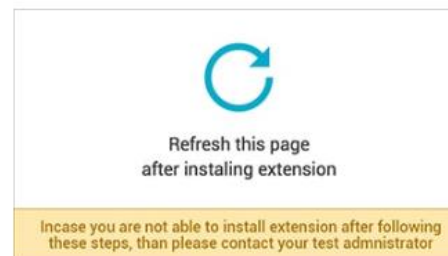 Refresh this page
after instaling extension
Incase you are not able to install extension after following
these steps, than please contact your test admnistrator